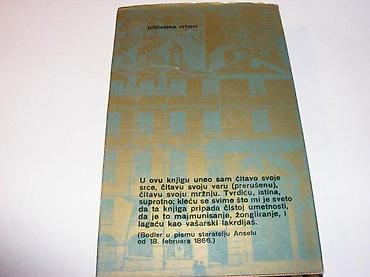 biblioteka vrhovi
U ovu knjigu uneo sam čitavo svoje
srce, čitavu svoju veru (prerušenu),
čitavu svoju mržnju. Tvrdiću, istina,
suprotno; kleću se svime što mi je sveto
da ta knjiga pripada čistoj umetnosti,
da je to majmunisanje, žongliranje, i
lagaću kao vašarski lakrdijaš.
(Bodler u pismu staratelju Anselu
od 18. februara 1866.)